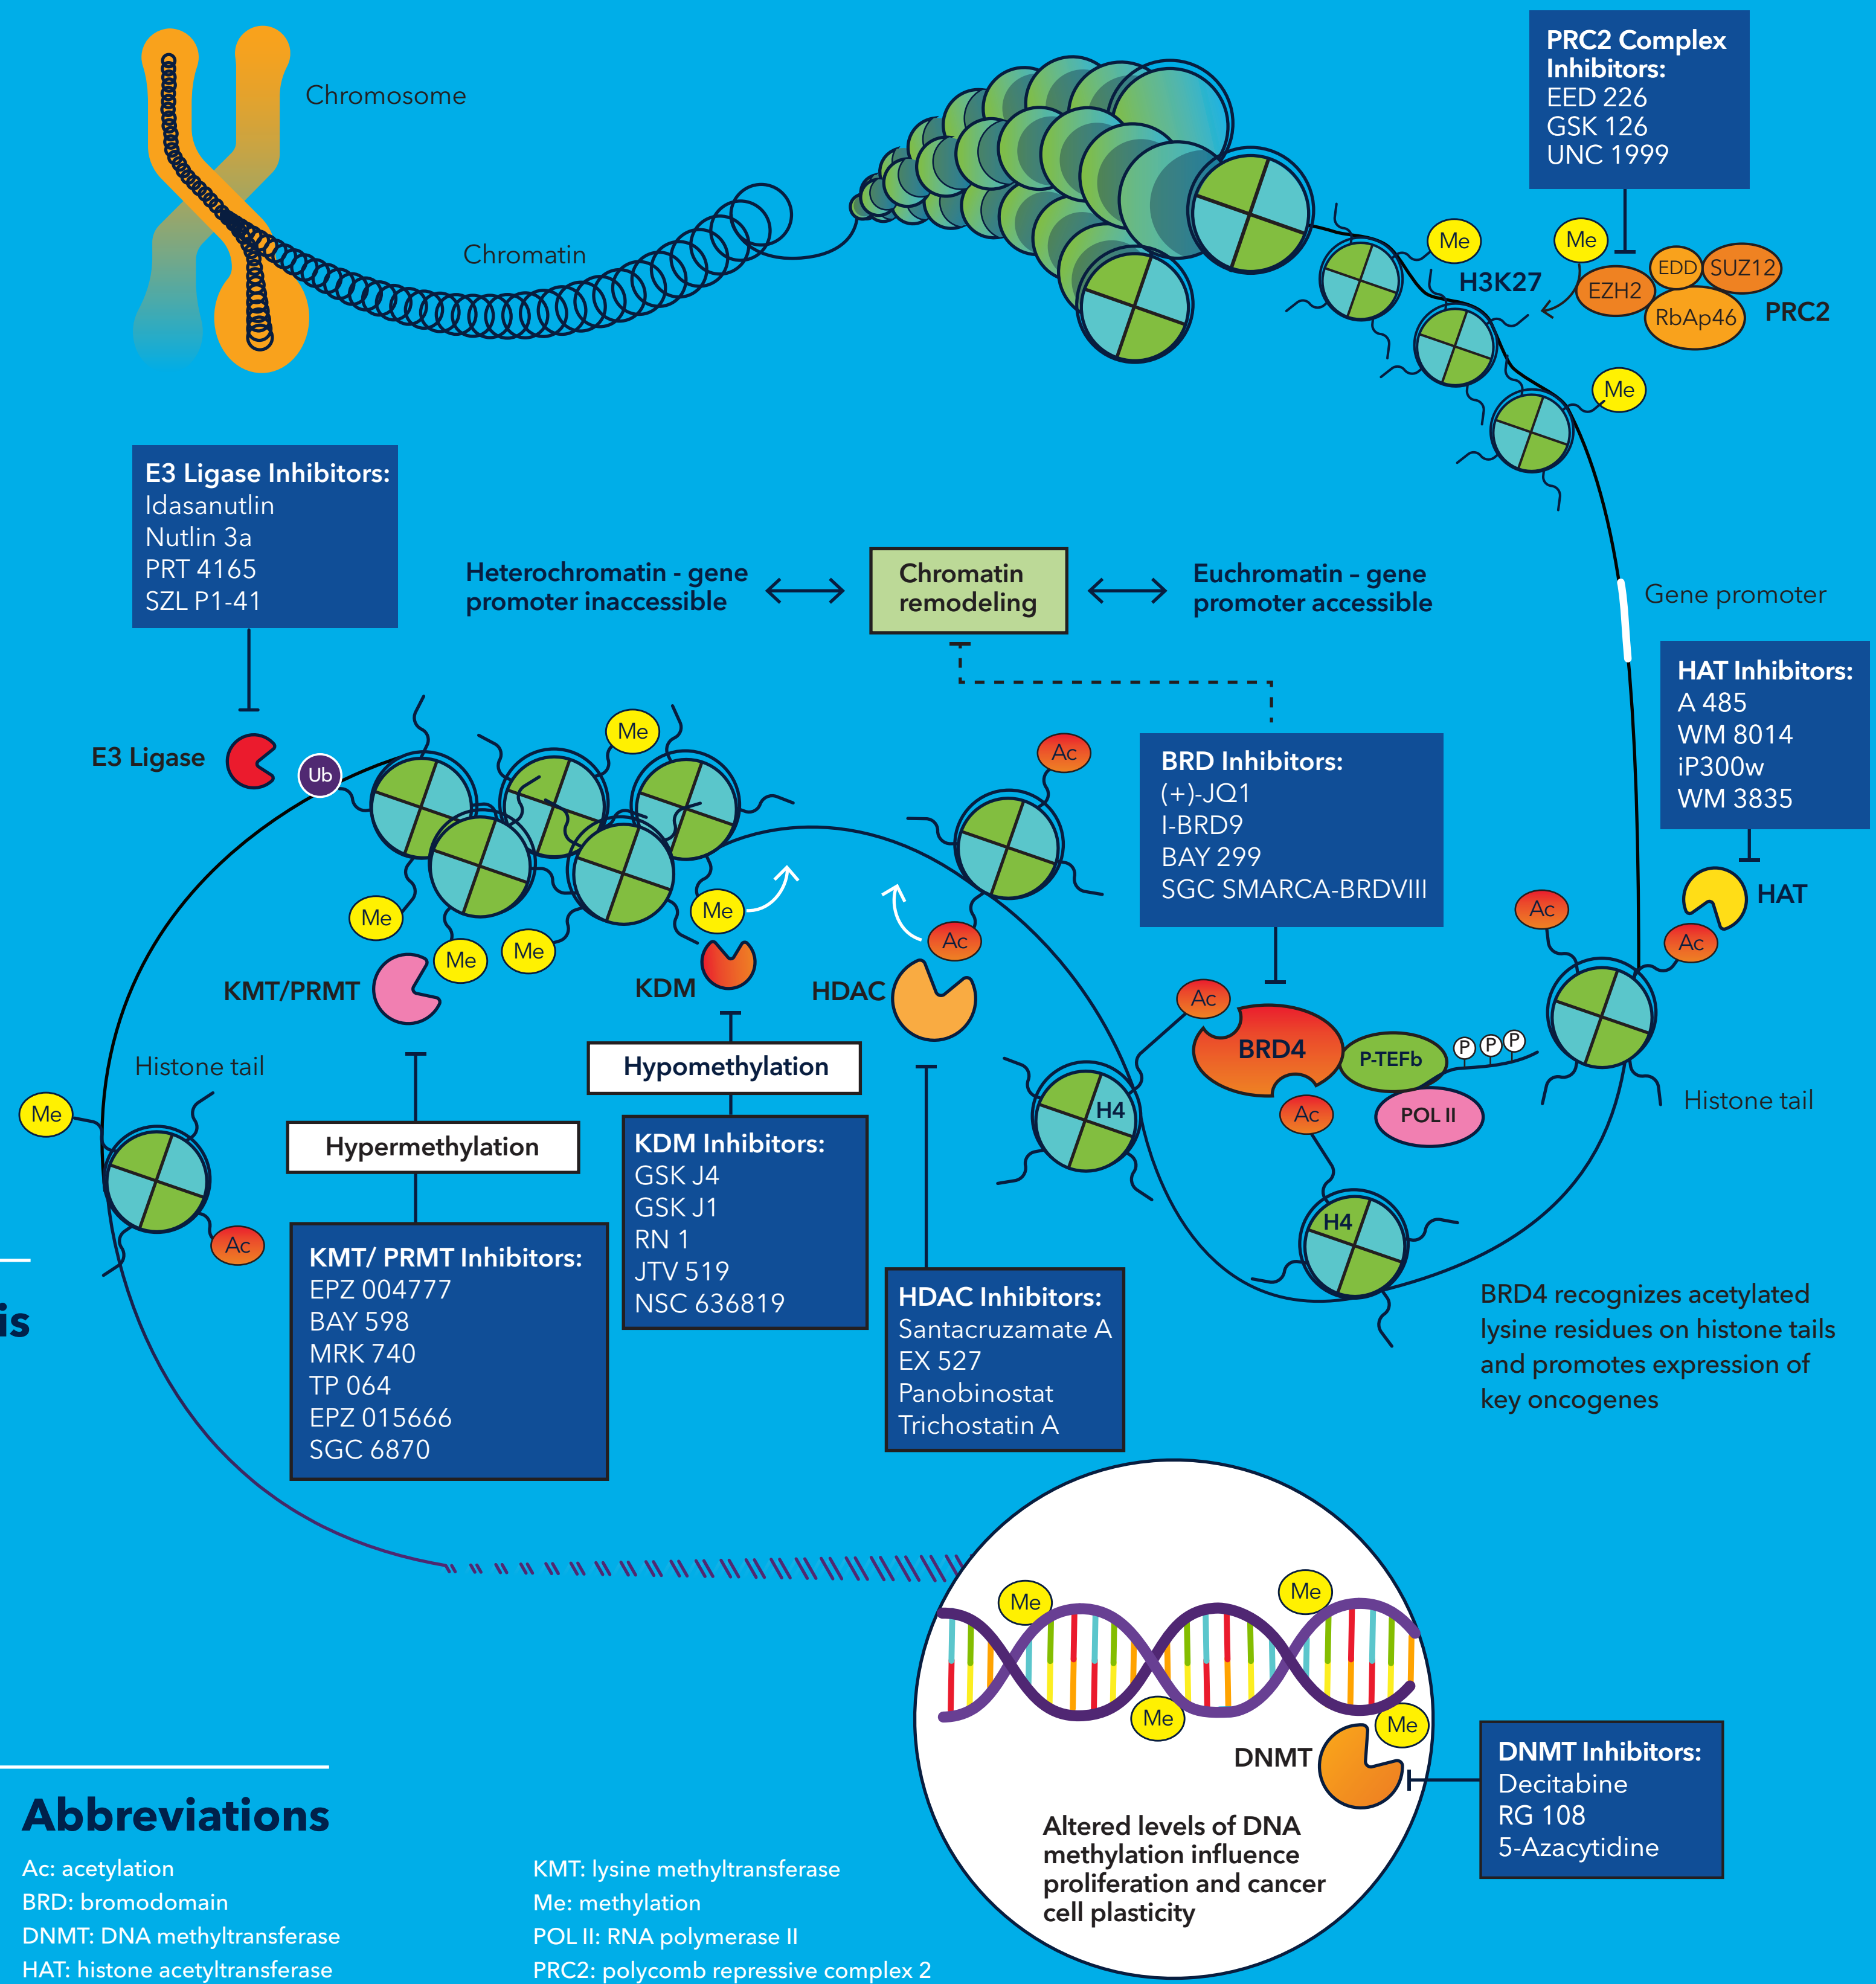 Chromosome
Chromatin
PRC2 Complex
Inhibitors:
EED 226
GSK 126
UNC 1999
Me
H3K27
Me
EZH2
EDD
SUZ12
RbAp46
PRC2
Me
E3 Ligase Inhibitors:
Idasanutlin
Nutlin 3a
PRT 4165
SZL P1-41
Heterochromatin - gene
promoter inaccessible
Chromatin
remodeling
Euchromatin – gene
promoter accessible
Gene promoter
HAT Inhibitors:
A 485
WM 8014
iP300w
WM 3835
HAT
E3 Ligase
Ub
Me
Me
Me
Me
Me
KMT/PRMT
KDM
HDAC
Ac
Ac
BRD Inhibitors:
(+)-JQ1
I-BRD9
BAY 299
SGC SMARCA-BRDVIII
Ac
Ac
Ac
BRD4
P-TEFb
P
P
P
POL II
Ac
H4
H4
Histone tail
Histone tail
Me
Ac
Hypermethylation
Hypomethylation
KMT/ PRMT Inhibitors:
EPZ 004777
BAY 598
MRK 740
TP 064
EPZ 015666
SGC 6870
KDM Inhibitors:
GSK J4
GSK J1
RN 1
JTV 519
NSC 636819
HDAC Inhibitors:
Santacruzamate A
EX 527
Panobinostat
Trichostatin A
BRD4 recognizes acetylated
lysine residues on histone tails
and promotes expression of
key oncogenes
is
Me
Me
Me
Me
DNMT
DNMT Inhibitors:
Decitabine
RG 108
5-Azacytidine
Altered levels of DNA
methylation influence
proliferation and cancer
cell plasticity
Abbreviations
Ac: acetylation
BRD: bromodomain
DNMT: DNA methyltransferase
HAT: histone acetyltransferase
KMT: lysine methyltransferase
Me: methylation
POL II: RNA polymerase II
PRC2: polycomb repressive complex 2